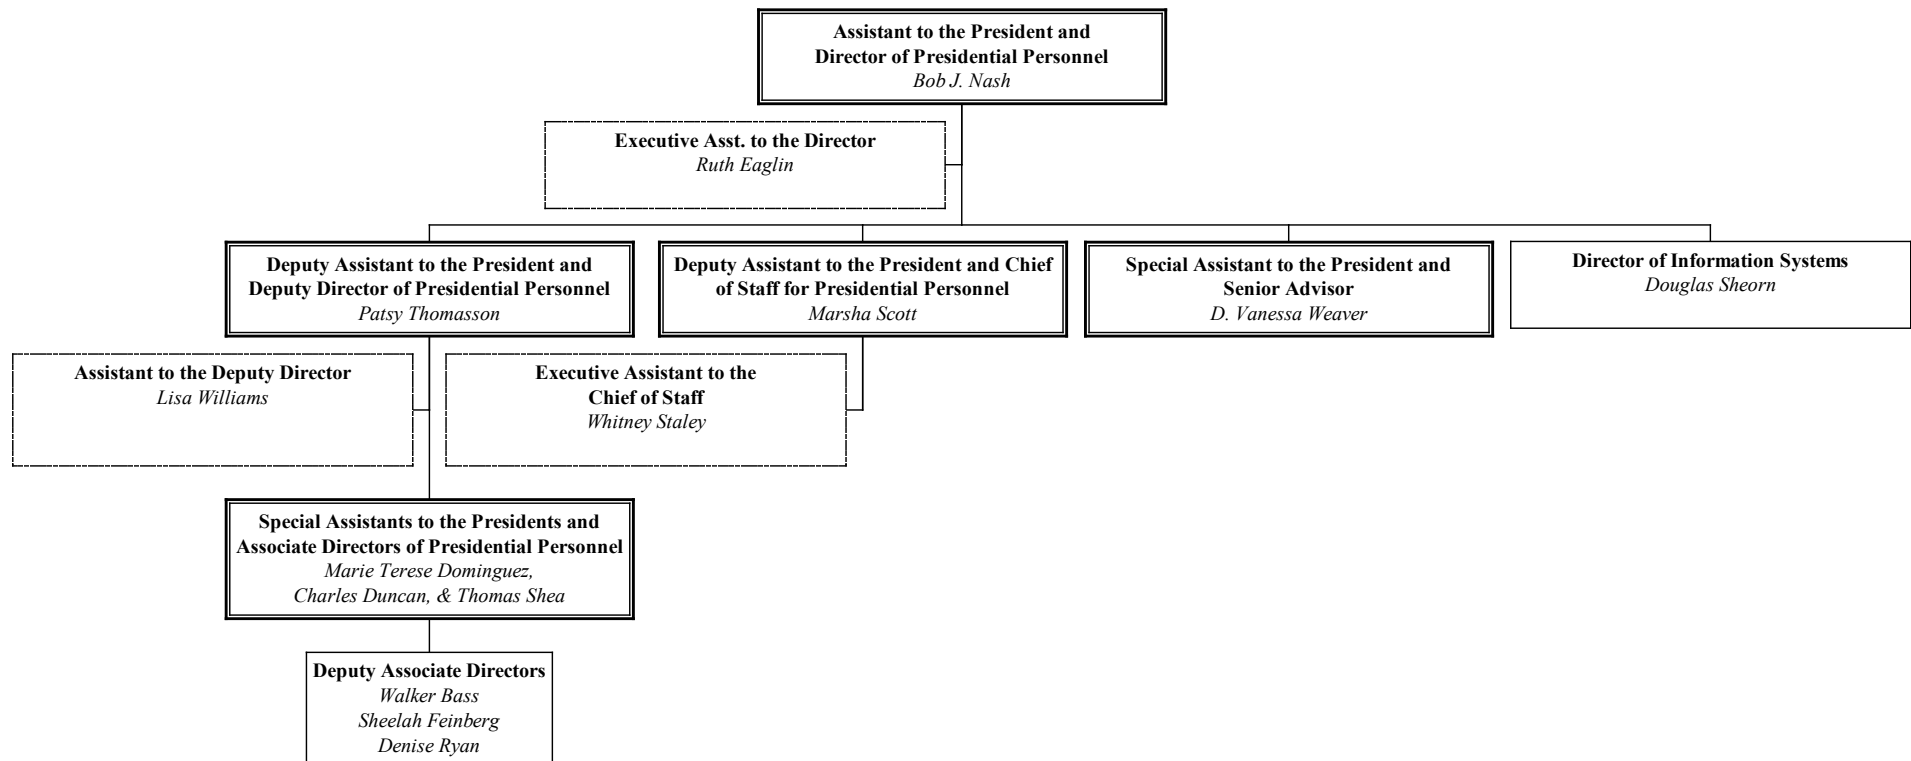 Assistant to the President and
Director of Presidential Personnel
Bob J. Nash
Executive Asst. to the Director
Ruth Eaglin
Deputy Assistant to the President and
Deputy Director of Presidential Personnel
Patsy Thomasson
Deputy Assistant to the President and Chief
of Staff for Presidential Personnel
Marsha Scott
Special Assistant to the President and
Senior Advisor
D. Vanessa Weaver
Director of Information Systems
Douglas Sheorn
Assistant to the Deputy Director
Lisa Williams
Executive Assistant to the
Chief of Staff
Whitney Staley
Special Assistants to the Presidents and
Associate Directors of Presidential Personnel
Marie Terese Dominguez,
Charles Duncan, & Thomas Shea
Deputy Associate Directors
Walker Bass
Sheelah Feinberg
Denise Ryan